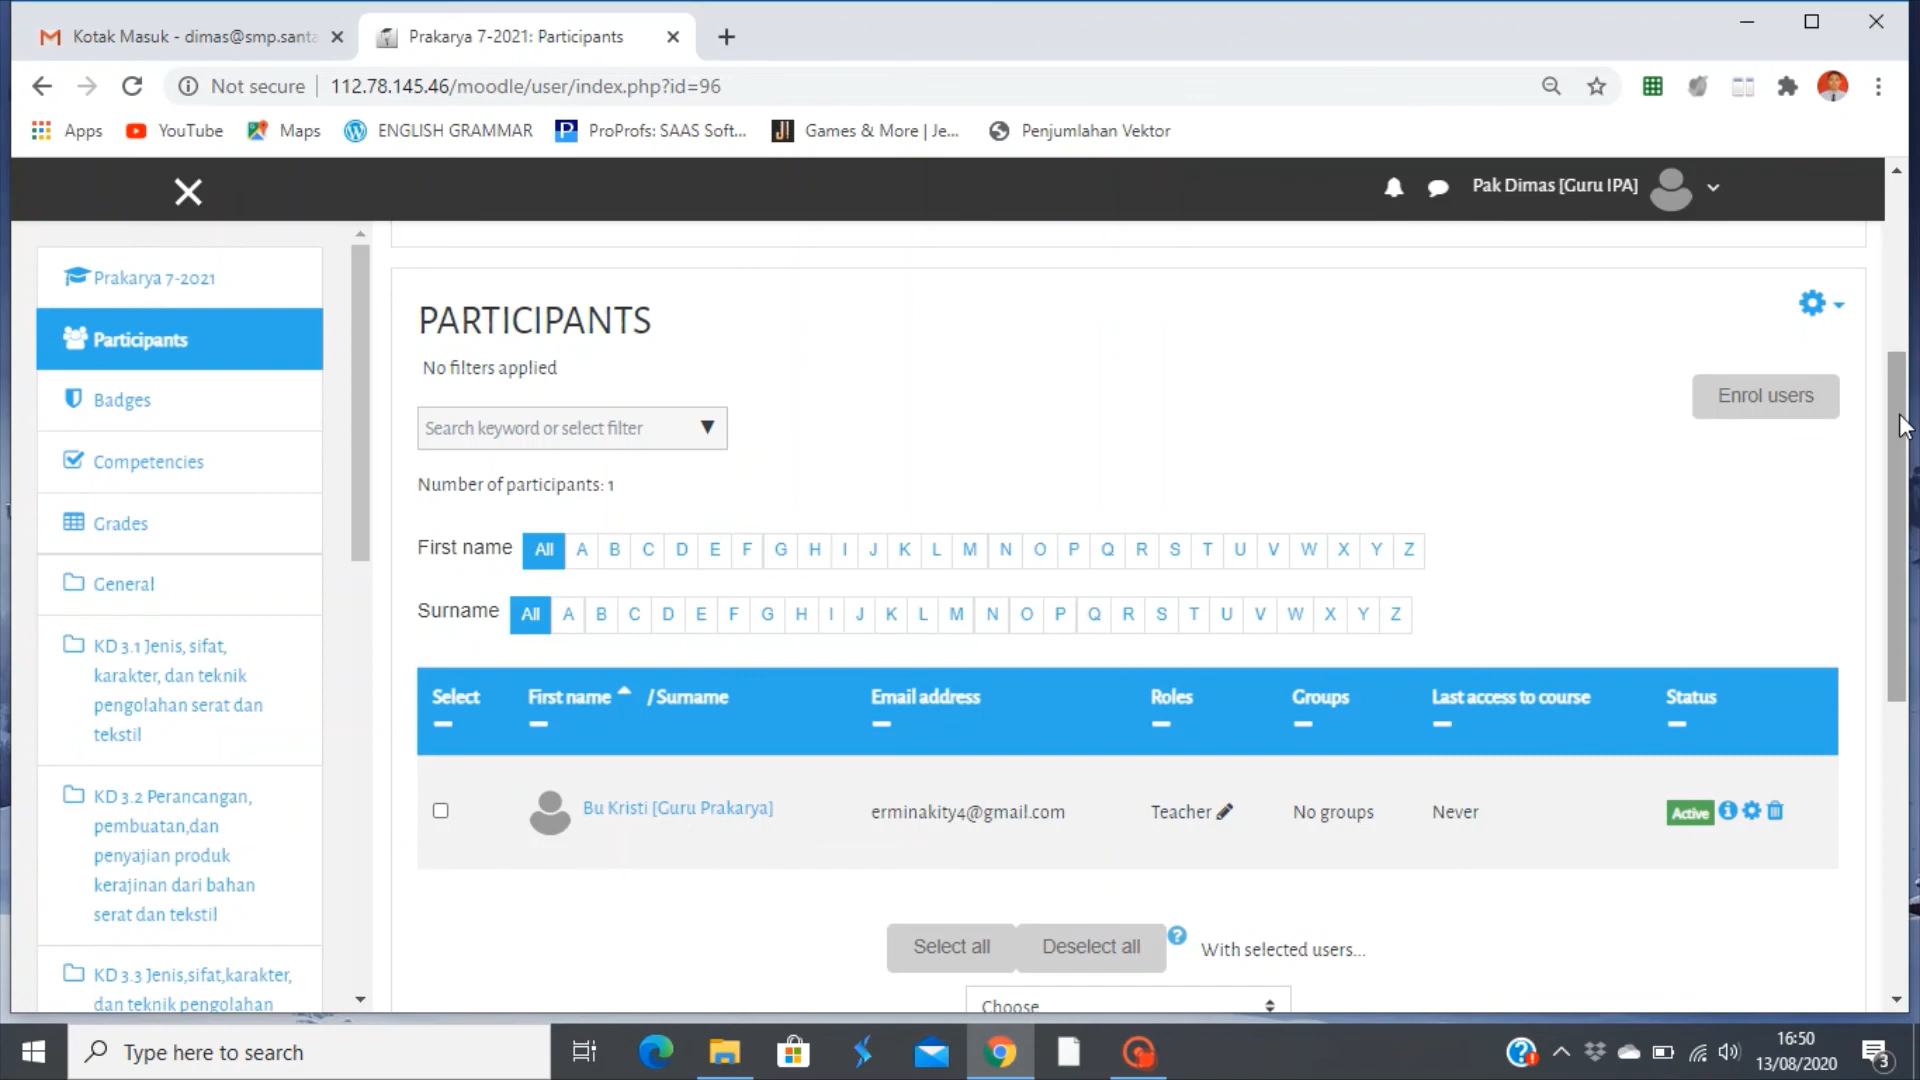 Kotak Masuk - dimas@smp.santa
Prakarya 7-2021: Participants
Not secure
112.78.145.46/moodle/user/index.php?id=96
Apps
YouTube
Maps
ENGLISH GRAMMAR
ProProfs: SAAS Soft...
Games & More | Je...
Penjumlahan Vektor
Pak Dimas [Guru IPA]
Prakarya 7-2021
Participants
Badges
Competencies
Grades
General
KD 3.1 Jenis, sifat,
karakter, dan teknik
pengolahan serat dan
tekstil
KD 3.2 Perancangan,
pembuatan,dan
penyajian produk
kerajinan dari bahan
serat dan tekstil
KD 3.3 Jenis,sifat,karakter,
dan teknik pengolahan
PARTICIPANTS
No filters applied
Enrol users
Search keyword or select filter
Number of participants: 1
First name All A B C D E F G H I J K L M N O P Q R S T U V W X Y Z
Surname All A B C D E F G H I J K L M N O P Q R S T U V W X Y Z
Select First name / Surname Email address Roles Groups Last access to course Status
Bu Kristi [Guru Prakarya] erminakity4@gmail.com Teacher No groups Never Active
Select all
Deselect all
With selected users...
Choose
Type here to search
16:50
13/08/2020
3